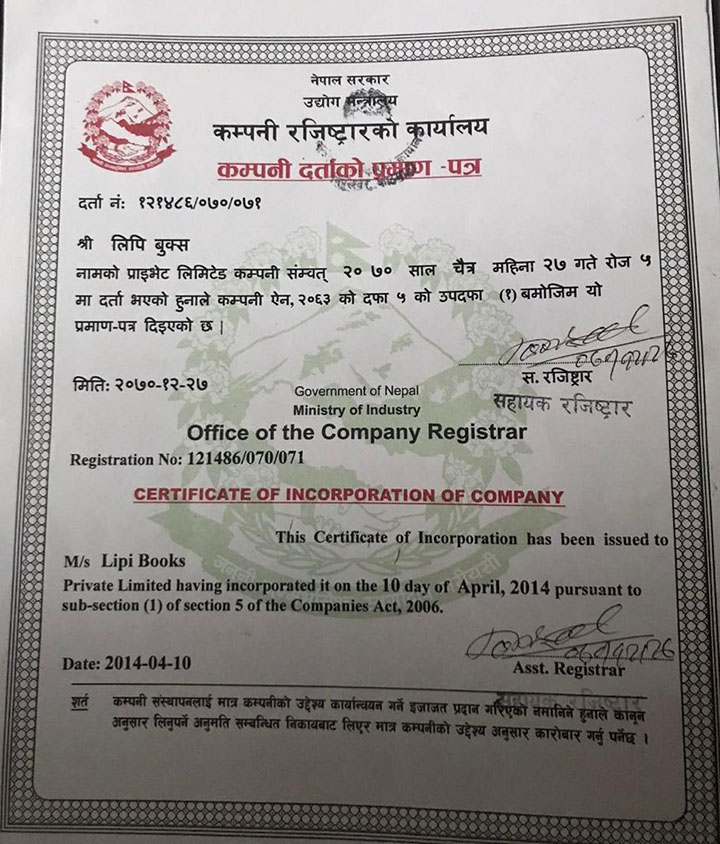 नेपाल सरकार
उद्योग मन्त्रालय
कम्पनी रजिष्ट्रारको कार्यालय
कम्पनी दर्ताको प्रमाण -पत्र
दर्ता नं: १२१४८६/०७०/०७१
श्री लिपि बुक्स
नामको प्राइभेट लिमिटेड कम्पनी संम्वत् २० ७० साल चैत्र महिना २७ गते रोज ५
मा दर्ता भएको हुनाले कम्पनी ऐन, २०६३ को दफा ५ को उपदफा (१) बमोजिम यो
प्रमाण-पत्र दिइएको छ |
स. रजिष्ट्रार
सहायक रजिष्ट्रार
मिति: २०७०-१२-२७
Government of Nepal
Ministry of Industry
Office of the Company Registrar
Registration No: 121486/070/071
CERTIFICATE OF INCORPORATION OF COMPANY
This Certificate of Incorporation has been issued to
M/s Lipi Books
Private Limited having incorporated it on the 10 day of April, 2014 pursuant to
sub-section (1) of section 5 of the Companies Act, 2006.
Asst. Registrar
Date: 2014-04-10
सहायक रजिष्ट्रार
शर्त कम्पनी संस्थापनलाई मात्र कम्पनीको उद्देश्य कार्यान्वयन गर्ने इजाजत प्रदान गरिएको नमानिने हुनाले कानून
अनुसार लिनुपर्ने अनुमति सम्बन्धित निकायबाट लिएर मात्र कम्पनीको उद्देश्य अनुसार कारोबार गर्नु पर्नेछ ।